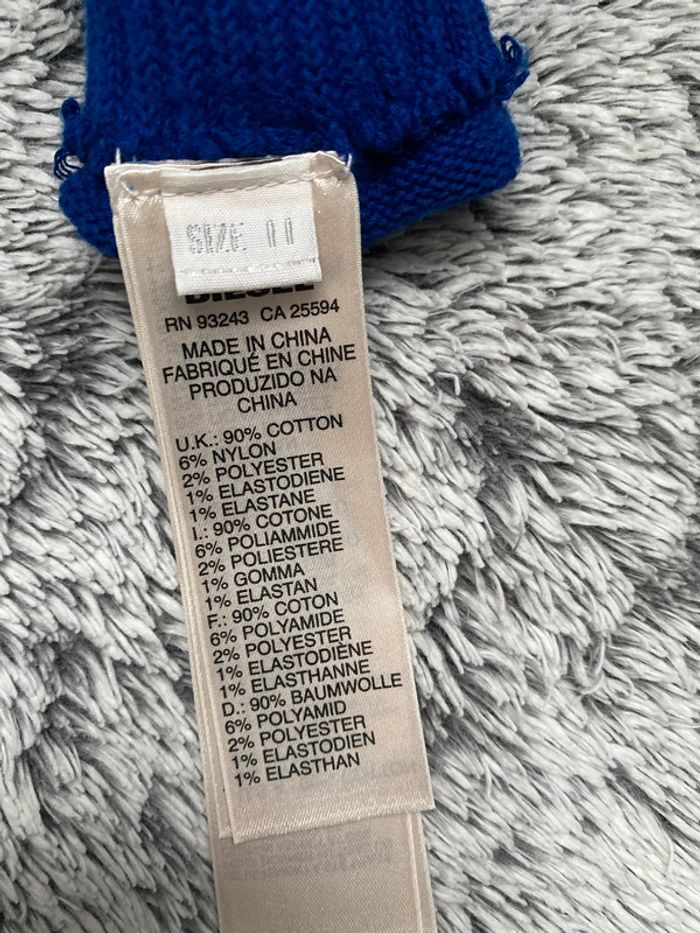 SIZE 11
DIESEL
RN 93243 CA 25594
MADE IN CHINA
FABRIQUÉ EN CHINE
PRODUZIDO NA
CHINA
U.K.: 90% COTTON
6% NYLON
2% POLYESTER
1% ELASTODIENE
1% ELASTANE
I.: 90% COTONE
6% POLIAMMIDE
2% POLIESTERE
1% GOMMA
1% ELASTAN
F.: 90% COTON
6% POLYAMIDE
2% POLYESTER
1% ELASTODIÈNE
1% ELASTHANNE
D.: 90% BAUMWOLLE
6% POLYAMID
2% POLYESTER
1% ELASTODIEN
1% ELASTHAN